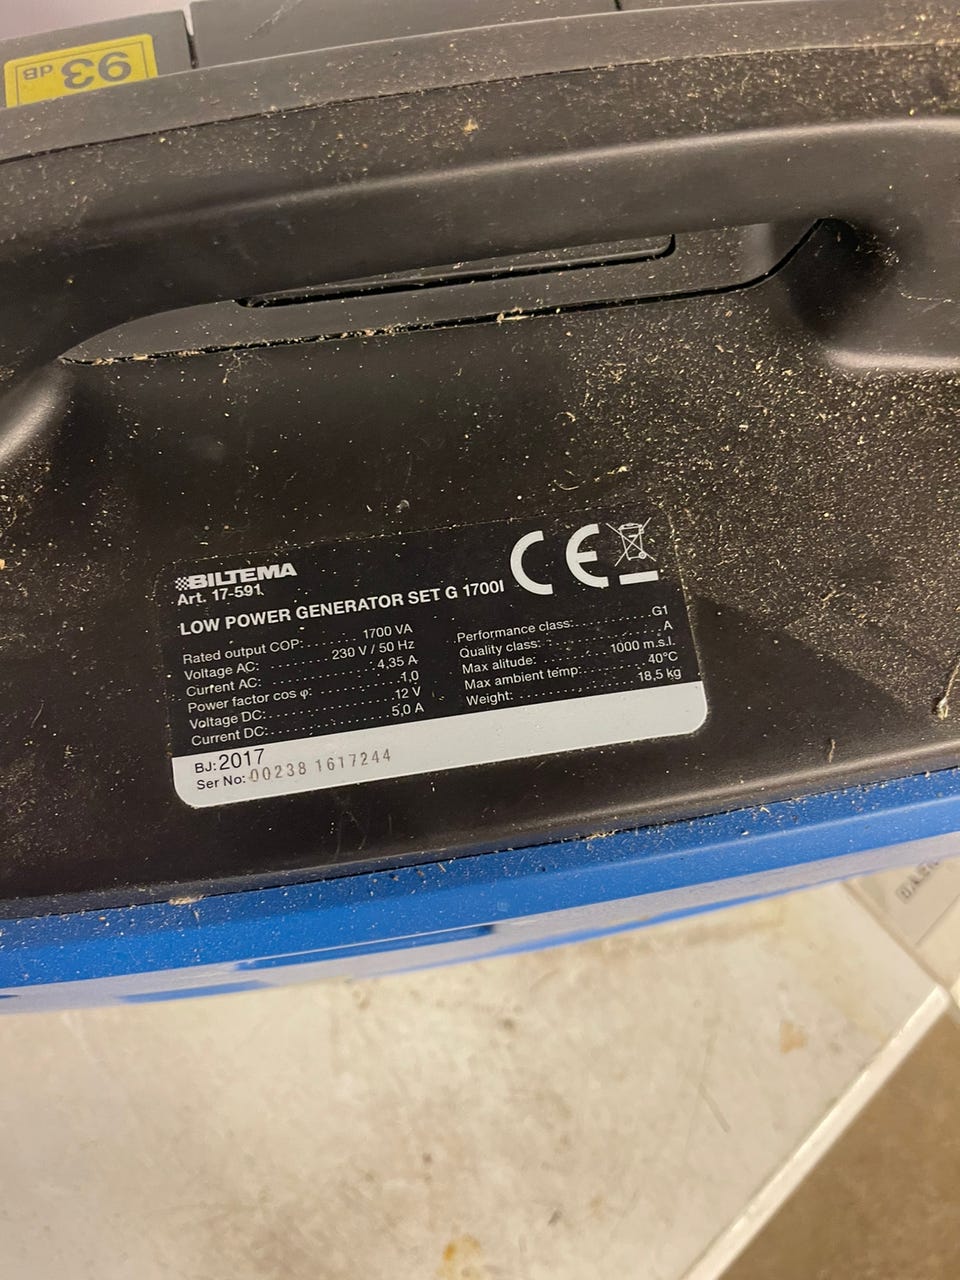 93 dB
BILTEMA
Art. 17-591
LOW POWER GENERATOR SET G 1700I
CE
Rated output COP: 1700 VA
Voltage AC: 230 V / 50 Hz
Current AC: 4,35 A
Power factor cos φ: 1,0
Voltage DC: 12 V
Current DC: 5,0 A
Performance class: G1
Quality class: A
Max alitude: 1000 m.s.l
Max ambient temp: 40°C
Weight: 18,5 kg
BJ: 2017
Ser No: 00238 1617244